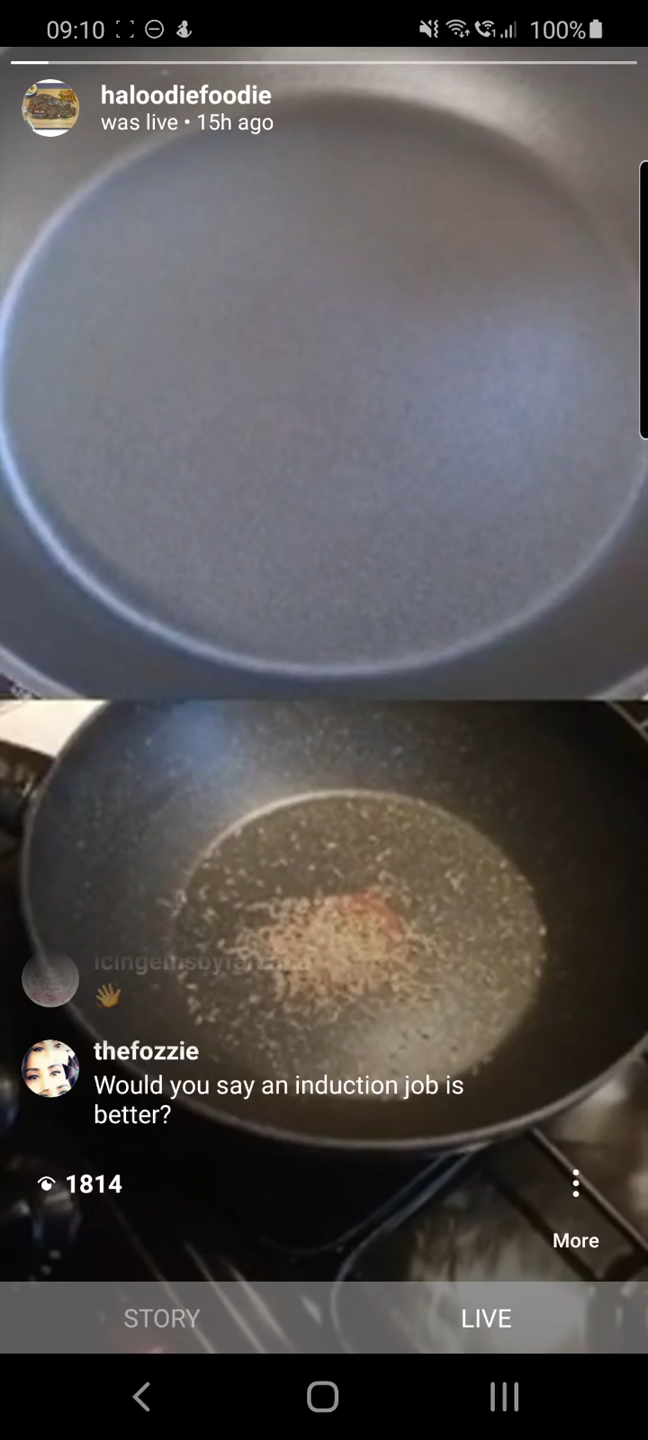 09:10
100%
haloodiefoodie
was live • 15h ago
👋
thefozzie
Would you say an induction job is
better?
1814
More
STORY
LIVE